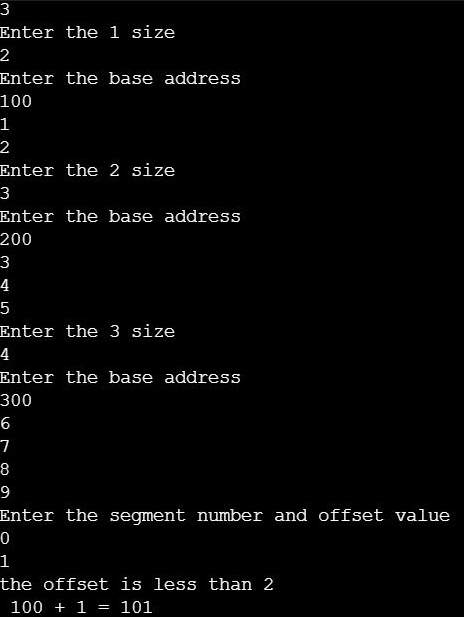 3
Enter the 1 size
2
Enter the base address
100
1
2
Enter the 2 size
3
Enter the base address
200
3
4
5
Enter the 3 size
4
Enter the base address
300
6
7
8
9
Enter the segment number and offset value
0
1
the offset is less than 2
 100 + 1 = 101